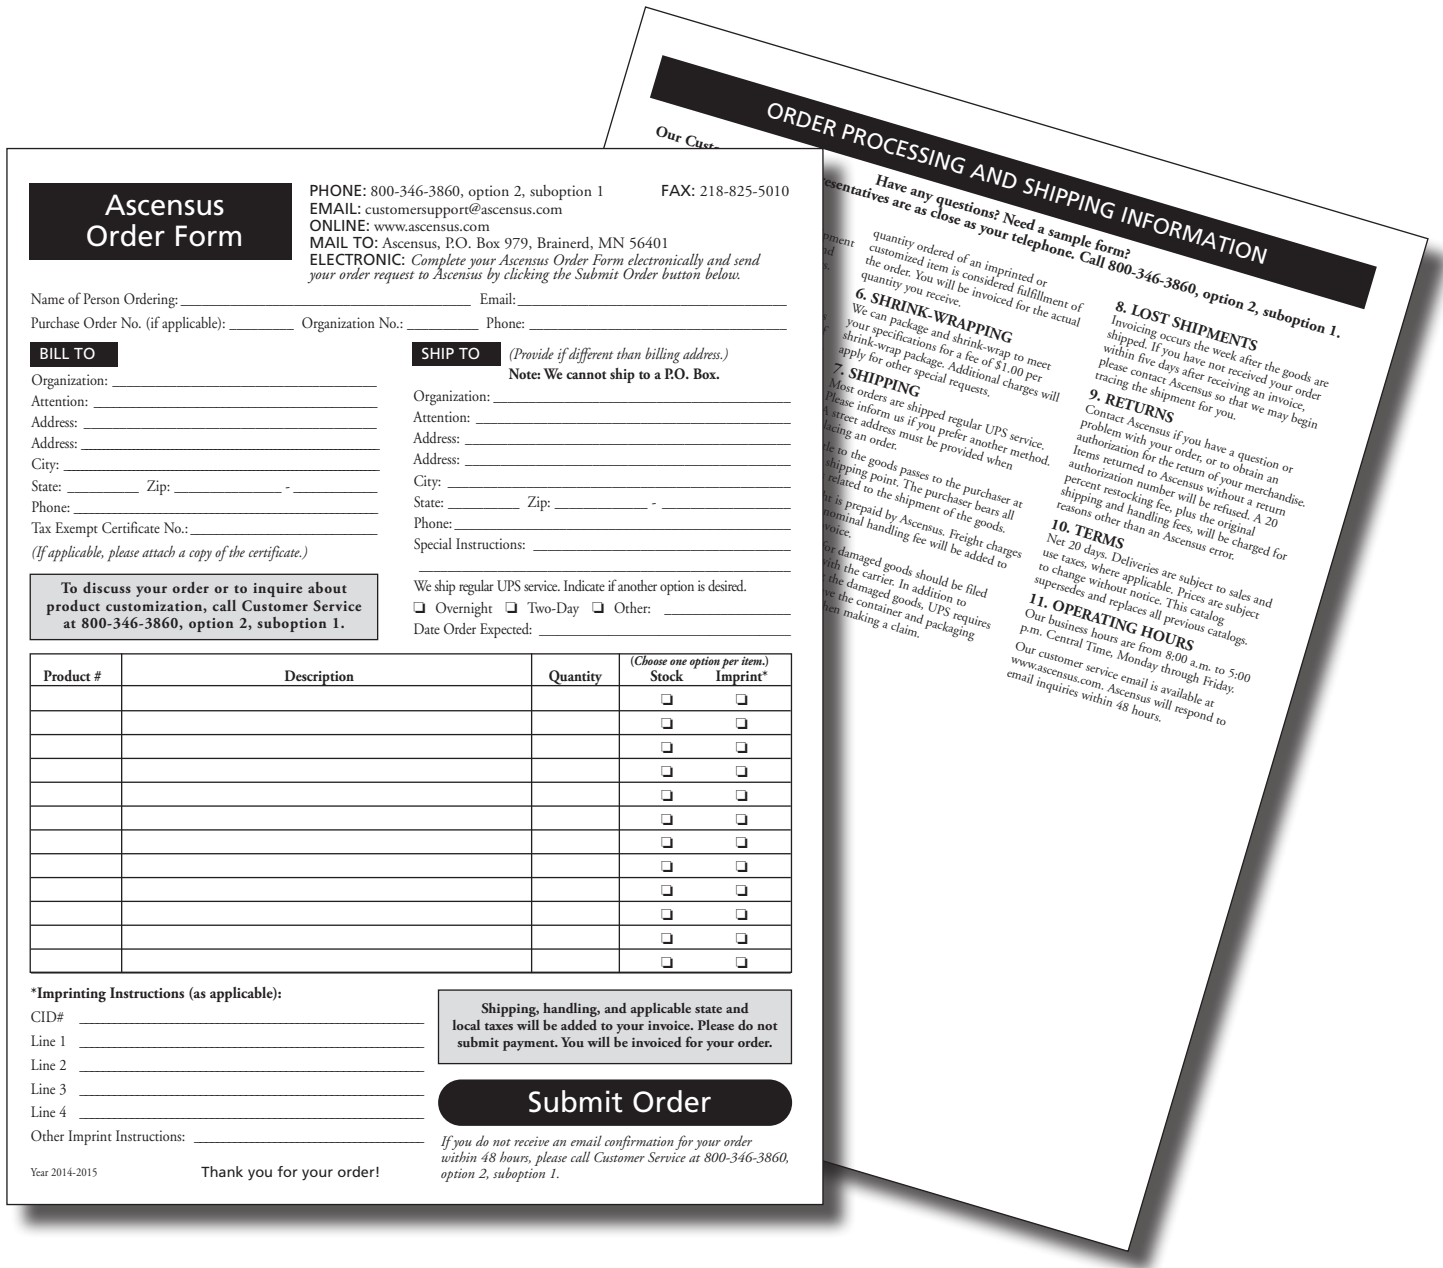 Ascensus
Order Form
PHONE: 800-346-3860, option 2, suboption 1 FAX: 218-825-5010
EMAIL: customersupport@ascensus.com
ONLINE: www.ascensus.com
MAIL TO: Ascensus, P.O. Box 979, Brainerd, MN 56401
ELECTRONIC: Complete your Ascensus Order Form electronically and send
your order request to Ascensus by clicking the Submit Order button below.
Name of Person Ordering: Email:
Purchase Order No. (if applicable): Organization No.: Phone:
BILL TO
Organization:
Attention:
Address:
Address:
City:
State: Zip: -
Phone:
Tax Exempt Certificate No.:
(If applicable, please attach a copy of the certificate.)
To discuss your order or to inquire about
product customization, call Customer Service
at 800-346-3860, option 2, suboption 1.
SHIP TO (Provide if different than billing address.)
Note: We cannot ship to a P.O. Box.
Organization:
Attention:
Address:
Address:
City:
State: Zip: -
Phone:
Special Instructions:
We ship regular UPS service. Indicate if another option is desired.
❏ Overnight ❏ Two-Day ❏ Other:
Date Order Expected:
(Choose one option per item.)
Product # Description Quantity Stock Imprint*
*Imprinting Instructions (as applicable):
CID#
Line 1
Line 2
Line 3
Line 4
Other Imprint Instructions:
Year 2014-2015 Thank you for your order!
Shipping, handling, and applicable state and
local taxes will be added to your invoice. Please do not
submit payment. You will be invoiced for your order.
Submit Order
If you do not receive an email confirmation for your order
within 48 hours, please call Customer Service at 800-346-3860,
option 2, suboption 1.
ORDER PROCESSING AND SHIPPING INFORMATION
Have any questions? Need a sample form?
Our
are as close as your telephone. Call 800-346-3860, option 2, suboption 1.
quantity ordered of an imprinted or
customized item is considered fulfillment of
the order. You will be invoiced for the actual
quantity you receive.
6. SHRINK-WRAPPING
We can package and shrink-wrap to meet
your specifications for a fee of $1.00 per
shrink-wrap package. Additional charges will
apply for other special requests.
7. SHIPPING
Most orders are shipped regular UPS service.
Please inform us if you prefer another method.
A street address must be provided when
an order.
to the goods passes to the purchaser at
shipping point. The purchaser bears all
related to the shipment of the goods.
is prepaid by Ascensus. Freight charges
nominal handling fee will be added to
for damaged goods should be filed
with the carrier. In addition to
the damaged goods, UPS requires
the container and packaging
making a claim.
8. LOST SHIPMENTS
Invoicing occurs the week after the goods are
shipped. If you have not received your order
within five days after receiving an invoice,
please contact Ascensus so that we may begin
tracing the shipment for you.
9. RETURNS
Contact Ascensus if you have a question or
problem with your order, or to obtain an
authorization for the return of your merchandise.
Items returned to Ascensus without a return
authorization number will be refused. A 20
percent restocking fee, plus the original
shipping and handling fees, will be charged for
reasons other than an Ascensus error.
10. TERMS
Net 20 days. Deliveries are subject to sales and
use taxes, where applicable. Prices are subject
to change without notice. This catalog
supersedes and replaces all previous catalogs.
11. OPERATING HOURS
Our business hours are from 8:00 a.m. to 5:00
p.m. Central Time, Monday through Friday.
Our customer service email is available at
www.ascensus.com. Ascensus will respond to
email inquiries within 48 hours.